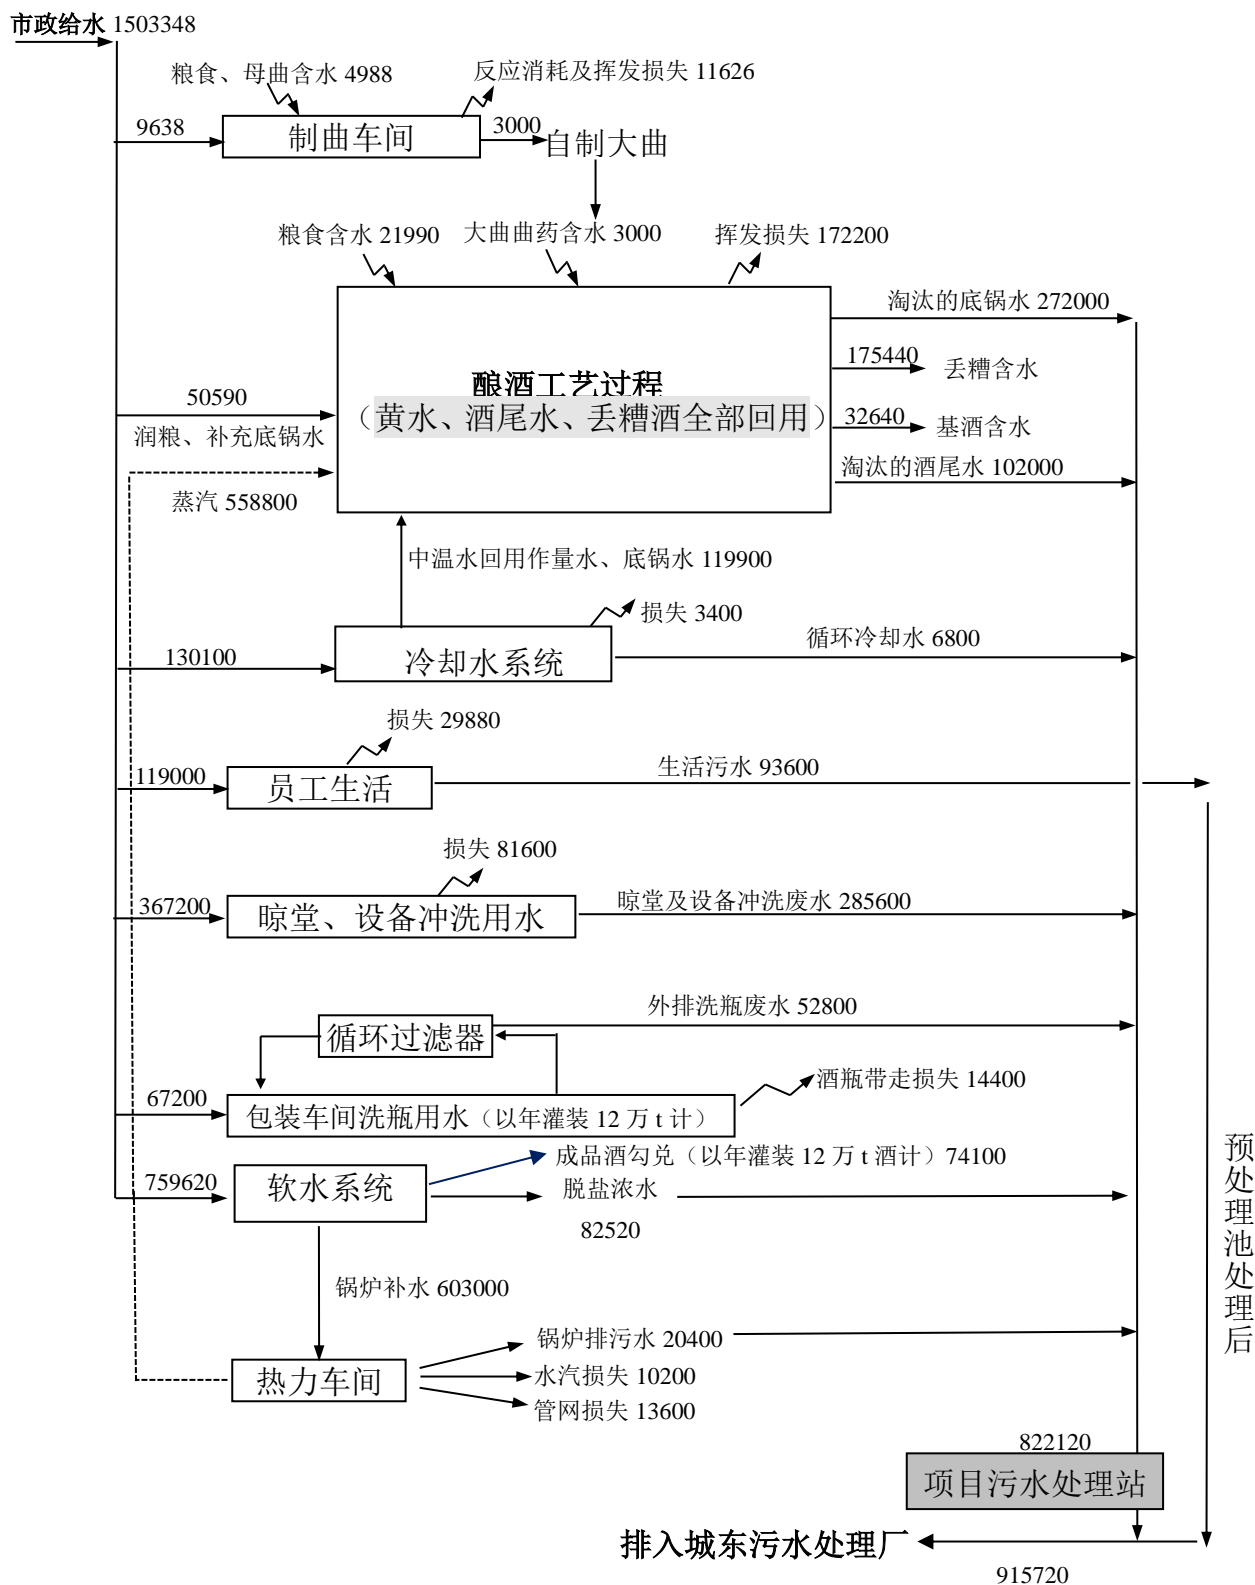 市政给水 1503348
粮食、母曲含水 4988
反应消耗及挥发损失 11626
9638
制曲车间
3000
自制大曲
粮食含水 21990
大曲曲药含水 3000
挥发损失 172200
淘汰的底锅水 272000
175440
丢糟含水
酿酒工艺过程
50590
（黄水、酒尾水、丢糟酒全部回用）
32640
基酒含水
润粮、补充底锅水
淘汰的酒尾水 102000
蒸汽 558800
中温水回用作量水、底锅水 119900
损失 3400
130100
冷却水系统
循环冷却水 6800
损失 29880
119000
员工生活
生活污水 93600
损失 81600
367200
晾堂、设备冲洗用水
晾堂及设备冲洗废水 285600
外排洗瓶废水 52800
循环过滤器
酒瓶带走损失 14400
67200
包装车间洗瓶用水（以年灌装 12 万 t 计）
成品酒勾兑（以年灌装 12 万 t 酒计）74100
759620
软水系统
脱盐浓水
82520
预处理池处理后
锅炉补水 603000
锅炉排污水 20400
热力车间
水汽损失 10200
管网损失 13600
822120
项目污水处理站
排入城东污水处理厂
915720